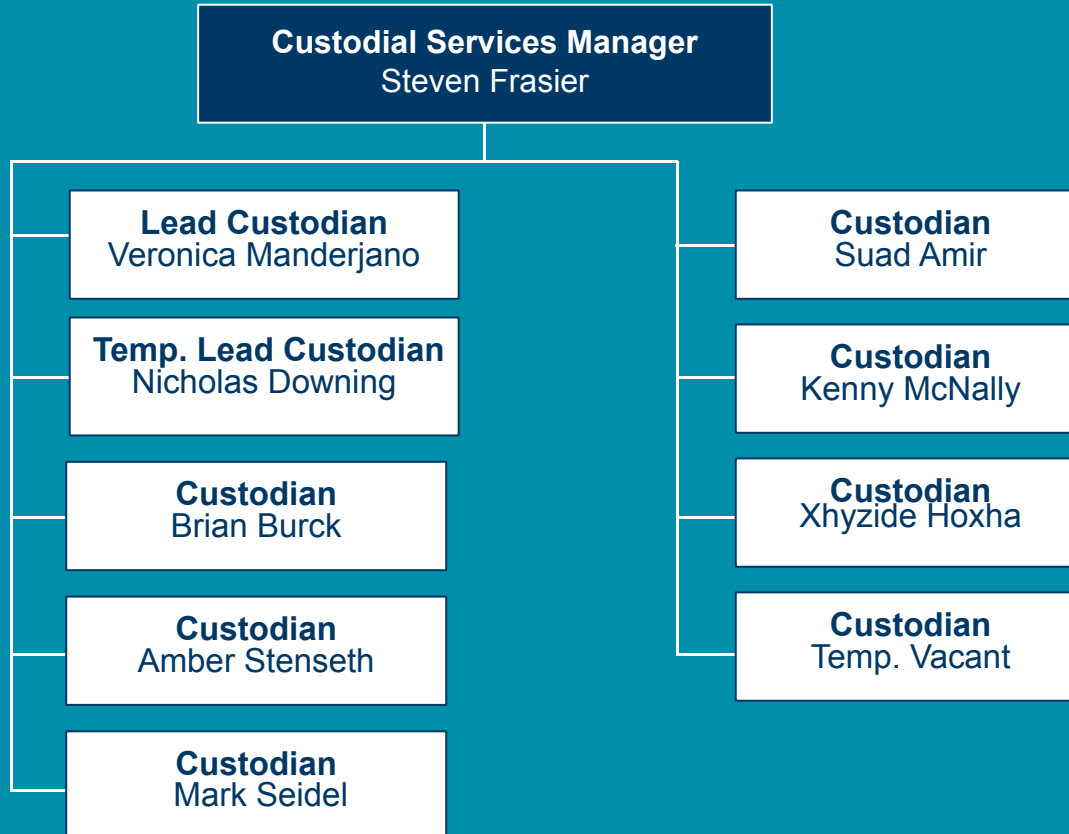 Custodial Services Manager
Steven Frasier
Lead Custodian
Veronica Manderjano
Temp. Lead Custodian
Nicholas Downing
Custodian
Brian Burck
Custodian
Amber Stenseth
Custodian
Mark Seidel
Custodian
Suad Amir
Custodian
Kenny McNally
Custodian
Xhyzide Hoxha
Custodian
Temp. Vacant